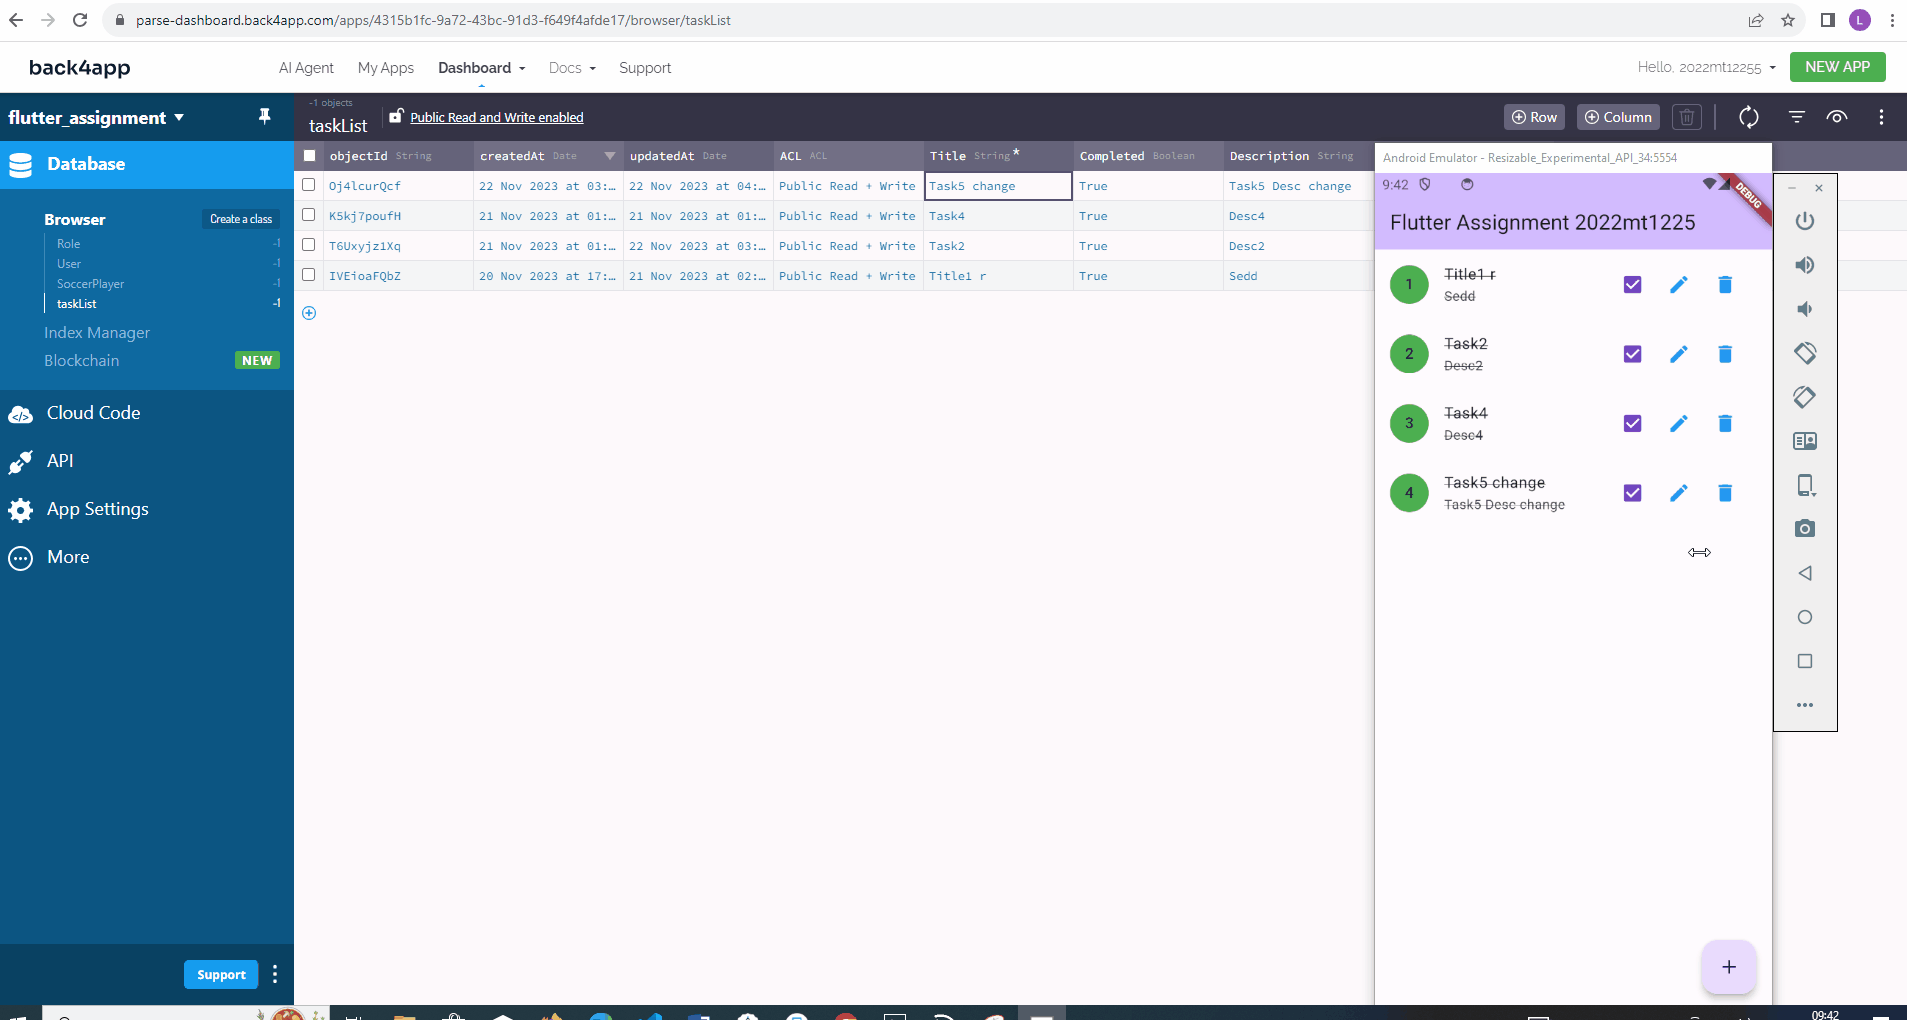 parse-dashboard.back4app.com/apps/4315b1fc-9a72-43bc-91d3-f649f4afde17/browser/taskList
L
back4app
AI Agent My Apps Dashboard Docs Support
Hello, 2022mt12255 NEW APP
flutter_assignment
-1 objects
taskList Public Read and Write enabled
Row Column
Database
Browser Create a class
Role -1
User -1
SoccerPlayer -1
taskList -1
Index Manager
Blockchain NEW
Cloud Code
API
App Settings
More
Support
objectId String createdAt Date updatedAt Date ACL ACL Title String* Completed Boolean Description String
Oj4lcurQcf 22 Nov 2023 at 03:… 22 Nov 2023 at 04:… Public Read + Write Task5 change True Task5 Desc change
K5kj7poufH 21 Nov 2023 at 01:… 21 Nov 2023 at 01:… Public Read + Write Task4 True Desc4
T6Uxyjz1Xq 21 Nov 2023 at 01:… 22 Nov 2023 at 03:… Public Read + Write Task2 True Desc2
IVEioaFQbZ 20 Nov 2023 at 17:… 21 Nov 2023 at 02:… Public Read + Write Title1 r True Sedd
Android Emulator - Resizable_Experimental_API_34:5554
9:42
DEBUG
Flutter Assignment 2022mt1225
1 Title1 r
Sedd
2 Task2
Desc2
3 Task4
Desc4
4 Task5 change
Task5 Desc change
+
09:42